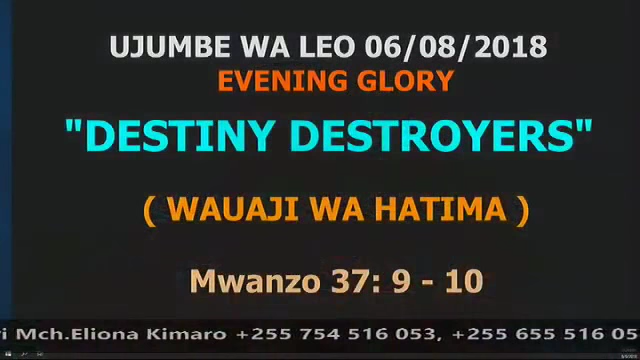 UJUMBE WA LEO 06/08/2018
EVENING GLORY
"DESTINY DESTROYERS"
( WAUAJI WA HATIMA )
Mwanzo 37: 9 - 10
Mch.Eliona Kimaro +255 754 516 053, +255 655 516 05